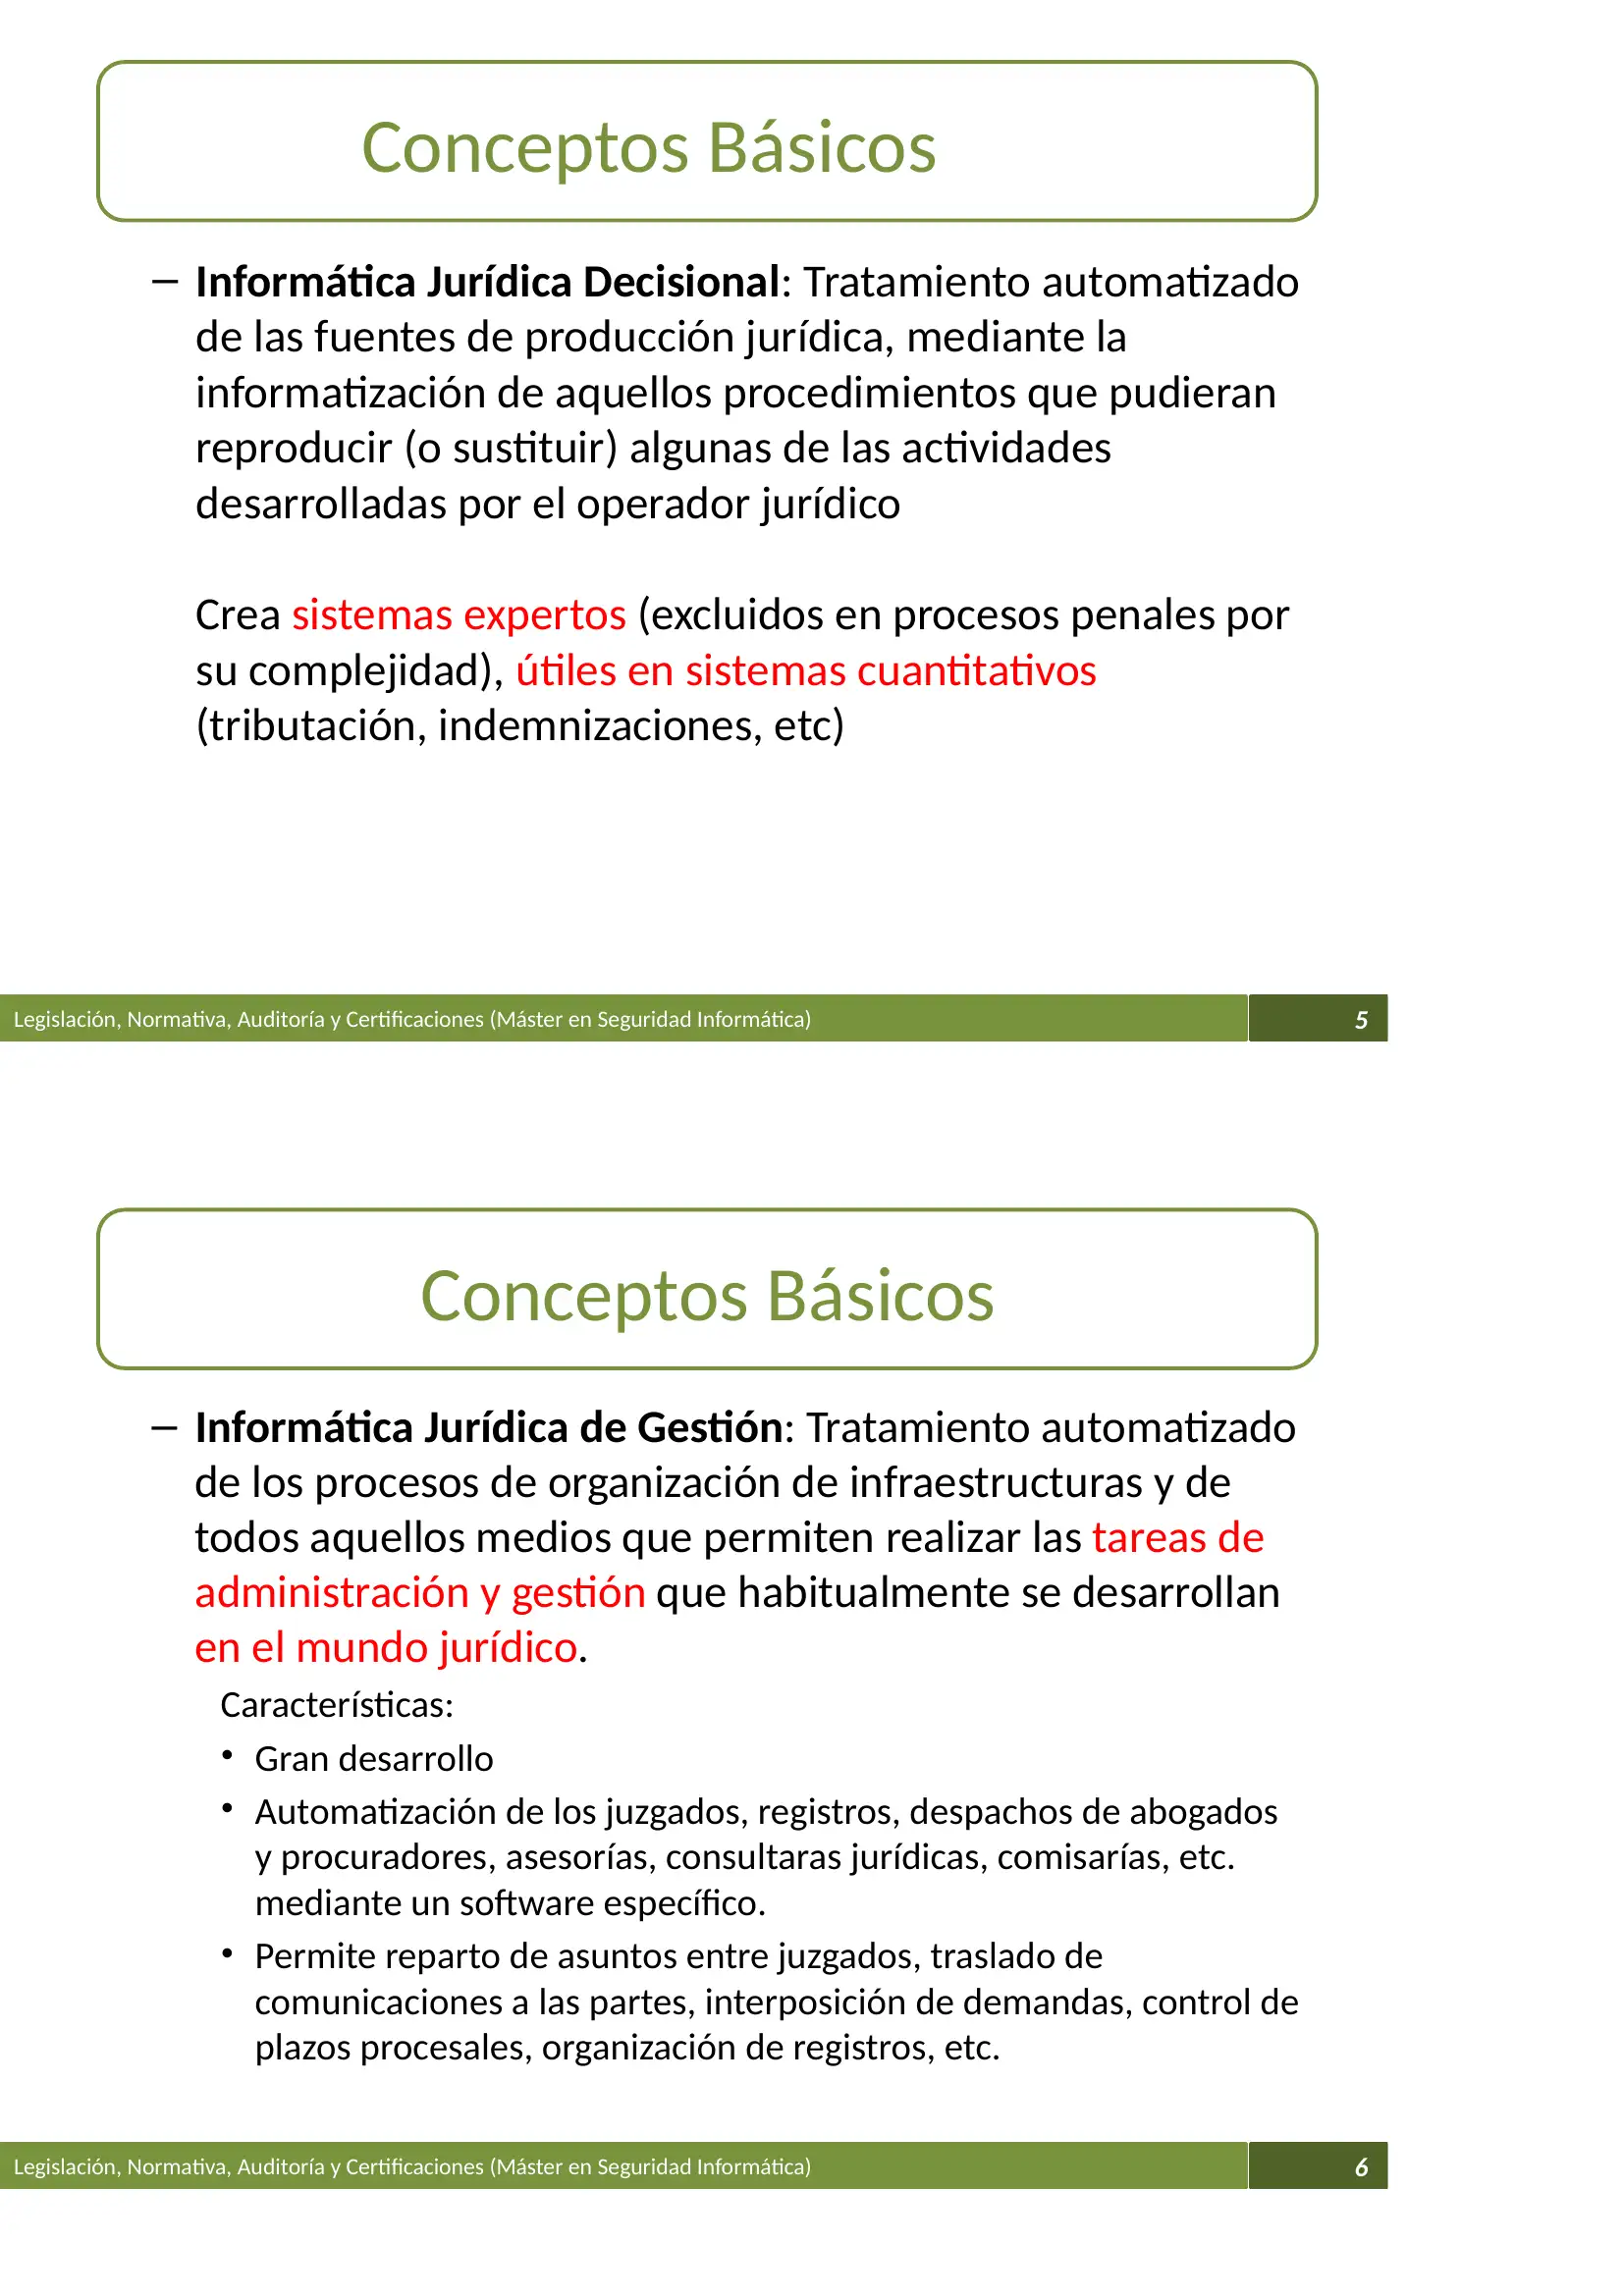 Conceptos Básicos
– Informática Jurídica Decisional: Tratamiento automatizado
de las fuentes de producción jurídica, mediante la
informatización de aquellos procedimientos que pudieran
reproducir (o sustituir) algunas de las actividades
desarrolladas por el operador jurídico
Crea sistemas expertos (excluidos en procesos penales por
su complejidad), útiles en sistemas cuantitativos
(tributación, indemnizaciones, etc)
Legislación, Normativa, Auditoría y Certificaciones (Máster en Seguridad Informática) 5
Conceptos Básicos
– Informática Jurídica de Gestión: Tratamiento automatizado
de los procesos de organización de infraestructuras y de
todos aquellos medios que permiten realizar las tareas de
administración y gestión que habitualmente se desarrollan
en el mundo jurídico.
Características:
• Gran desarrollo
• Automatización de los juzgados, registros, despachos de abogados
y procuradores, asesorías, consultaras jurídicas, comisarías, etc.
mediante un software específico.
• Permite reparto de asuntos entre juzgados, traslado de
comunicaciones a las partes, interposición de demandas, control de
plazos procesales, organización de registros, etc.
Legislación, Normativa, Auditoría y Certificaciones (Máster en Seguridad Informática) 6